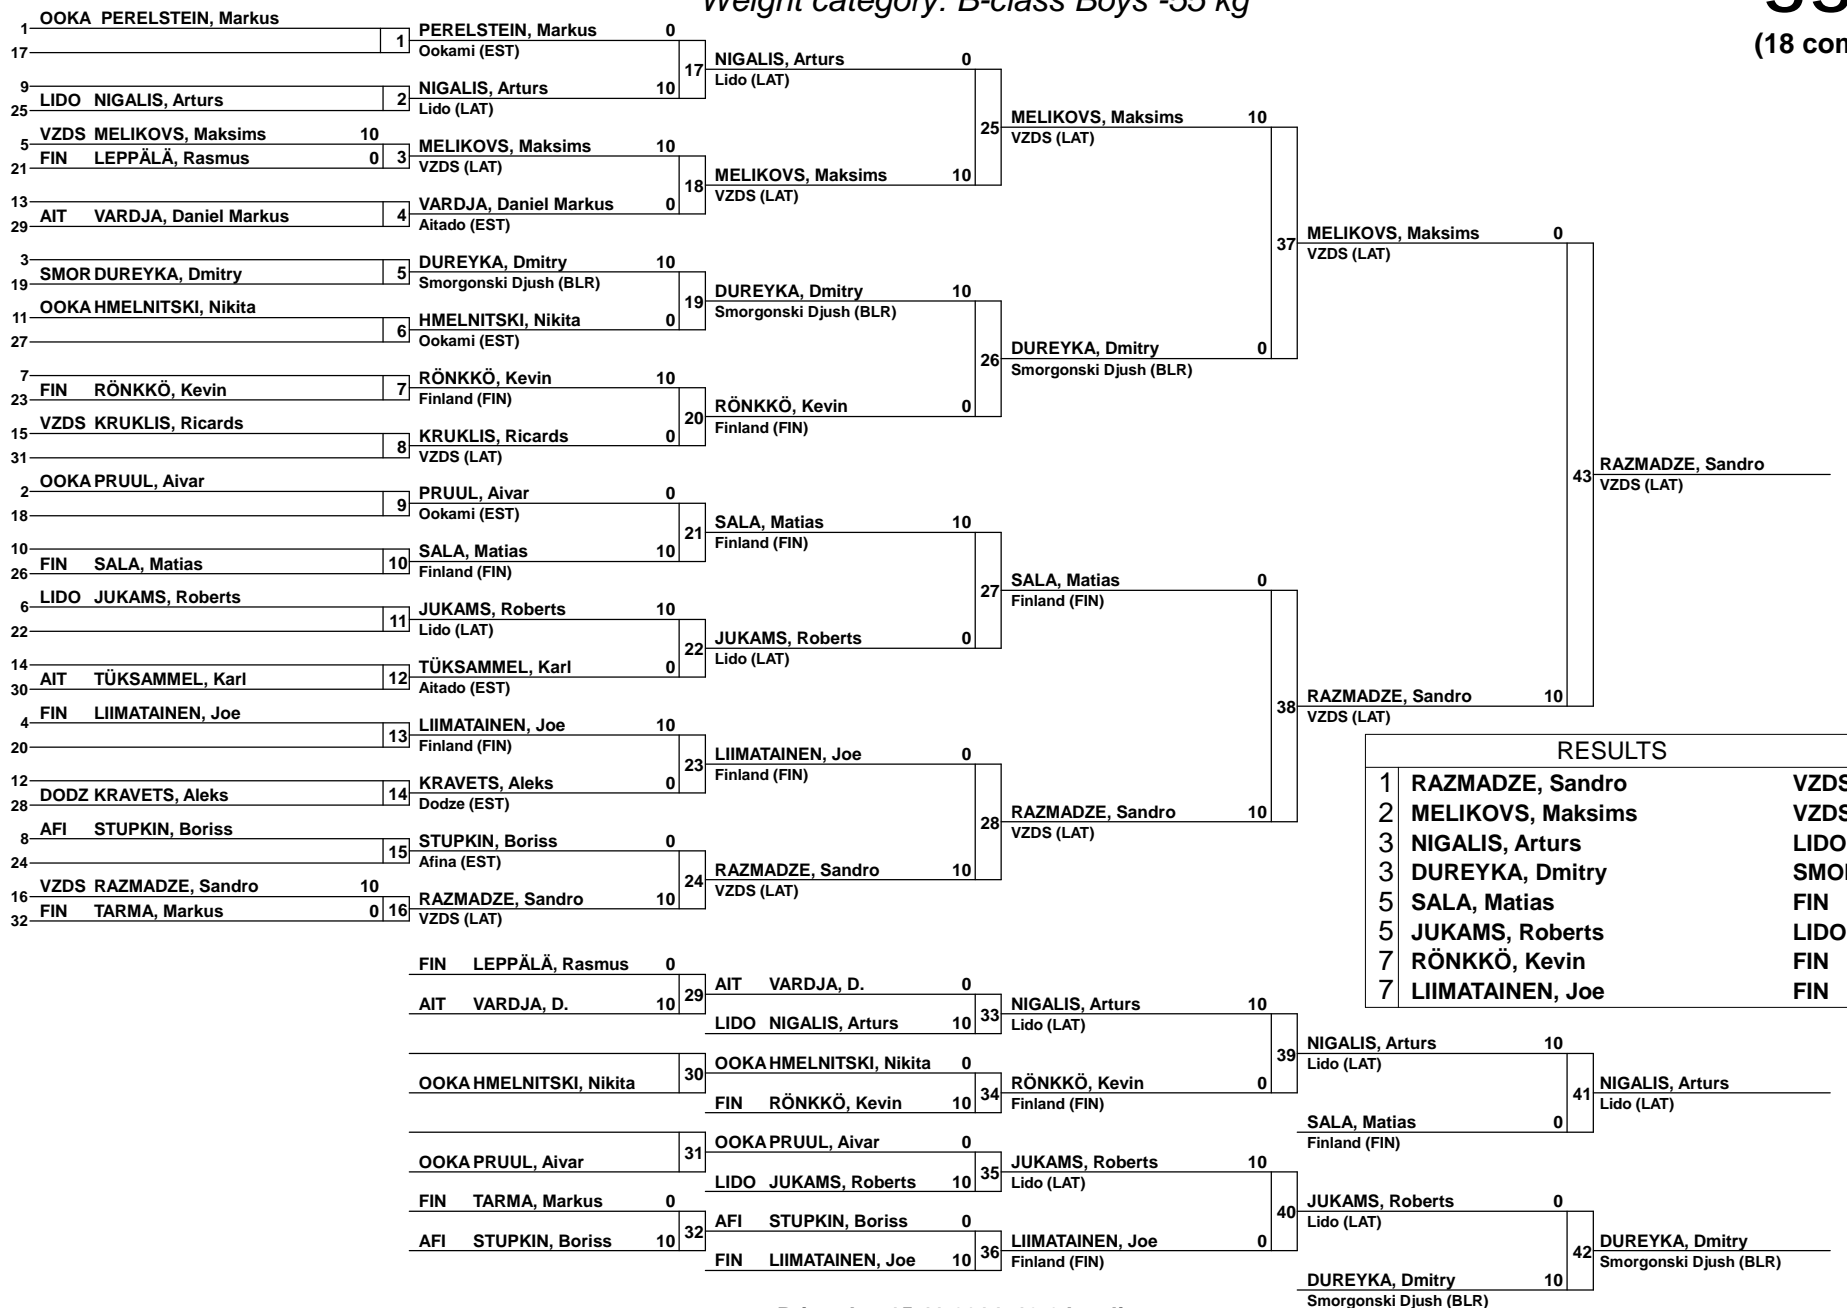 Weight category: B-class Boys -55 kg
(18 con
1 OOKA PERELSTEIN, Markus
17
1
9
25 LIDO NIGALIS, Arturs
2
5 VZDS MELIKOVS, Maksims 10
21 FIN LEPPÄLÄ, Rasmus 0
3
13
29 AIT VARDJA, Daniel Markus
4
3
19 SMOR DUREYKA, Dmitry
5
11 OOKA HMELNITSKI, Nikita
27
6
7
23 FIN RÖNKKÖ, Kevin
7
15 VZDS KRUKLIS, Ricards
31
8
2 OOKA PRUUL, Aivar
18
9
10
26 FIN SALA, Matias
10
6 LIDO JUKAMS, Roberts
22
11
14
30 AIT TÜKSAMMEL, Karl
12
4 FIN LIIMATAINEN, Joe
20
13
12
28 DODZ KRAVETS, Aleks
14
8 AFI STUPKIN, Boriss
24
15
16 VZDS RAZMADZE, Sandro 10
32 FIN TARMA, Markus 0
16
PERELSTEIN, Markus 0
Ookami (EST)
17
NIGALIS, Arturs 10
Lido (LAT)
MELIKOVS, Maksims 10
VZDS (LAT)
18
VARDJA, Daniel Markus 0
Aitado (EST)
DUREYKA, Dmitry 10
Smorgonski Djush (BLR)
19
HMELNITSKI, Nikita 0
Ookami (EST)
RÖNKKÖ, Kevin 10
Finland (FIN)
20
KRUKLIS, Ricards 0
VZDS (LAT)
PRUUL, Aivar 0
Ookami (EST)
21
SALA, Matias 10
Finland (FIN)
JUKAMS, Roberts 10
Lido (LAT)
22
TÜKSAMMEL, Karl 0
Aitado (EST)
LIIMATAINEN, Joe 10
Finland (FIN)
23
KRAVETS, Aleks 0
Dodze (EST)
STUPKIN, Boriss 0
Afina (EST)
24
RAZMADZE, Sandro 10
VZDS (LAT)
NIGALIS, Arturs 0
Lido (LAT)
25
MELIKOVS, Maksims 10
VZDS (LAT)
DUREYKA, Dmitry 10
Smorgonski Djush (BLR)
26
RÖNKKÖ, Kevin 0
Finland (FIN)
SALA, Matias 10
Finland (FIN)
27
JUKAMS, Roberts 0
Lido (LAT)
LIIMATAINEN, Joe 0
Finland (FIN)
28
RAZMADZE, Sandro 10
VZDS (LAT)
MELIKOVS, Maksims 10
VZDS (LAT)
37
DUREYKA, Dmitry 0
Smorgonski Djush (BLR)
SALA, Matias 0
Finland (FIN)
38
RAZMADZE, Sandro 10
VZDS (LAT)
MELIKOVS, Maksims 0
VZDS (LAT)
43
RAZMADZE, Sandro 10
VZDS (LAT)
RAZMADZE, Sandro
VZDS (LAT)
RESULTS
1 RAZMADZE, Sandro VZDS
2 MELIKOVS, Maksims VZDS
3 NIGALIS, Arturs LIDO
3 DUREYKA, Dmitry SMO
5 SALA, Matias FIN
5 JUKAMS, Roberts LIDO
7 RÖNKKÖ, Kevin FIN
7 LIIMATAINEN, Joe FIN
FIN LEPPÄLÄ, Rasmus 0
29
AIT VARDJA, D. 10
30
OOKA HMELNITSKI, Nikita
31
OOKA PRUUL, Aivar
FIN TARMA, Markus 0
32
AFI STUPKIN, Boriss 10
AIT VARDJA, D. 0
33
LIDO NIGALIS, Arturs 10
OOKA HMELNITSKI, Nikita 0
34
FIN RÖNKKÖ, Kevin 10
OOKA PRUUL, Aivar 0
35
LIDO JUKAMS, Roberts 10
AFI STUPKIN, Boriss 0
36
FIN LIIMATAINEN, Joe 10
NIGALIS, Arturs 10
Lido (LAT)
39
RÖNKKÖ, Kevin 0
Finland (FIN)
JUKAMS, Roberts 10
Lido (LAT)
40
LIIMATAINEN, Joe 0
Finland (FIN)
NIGALIS, Arturs 10
Lido (LAT)
41
SALA, Matias 0
Finland (FIN)
JUKAMS, Roberts 0
Lido (LAT)
42
DUREYKA, Dmitry 10
Smorgonski Djush (BLR)
NIGALIS, Arturs
Lido (LAT)
DUREYKA, Dmitry
Smorgonski Djush (BLR)